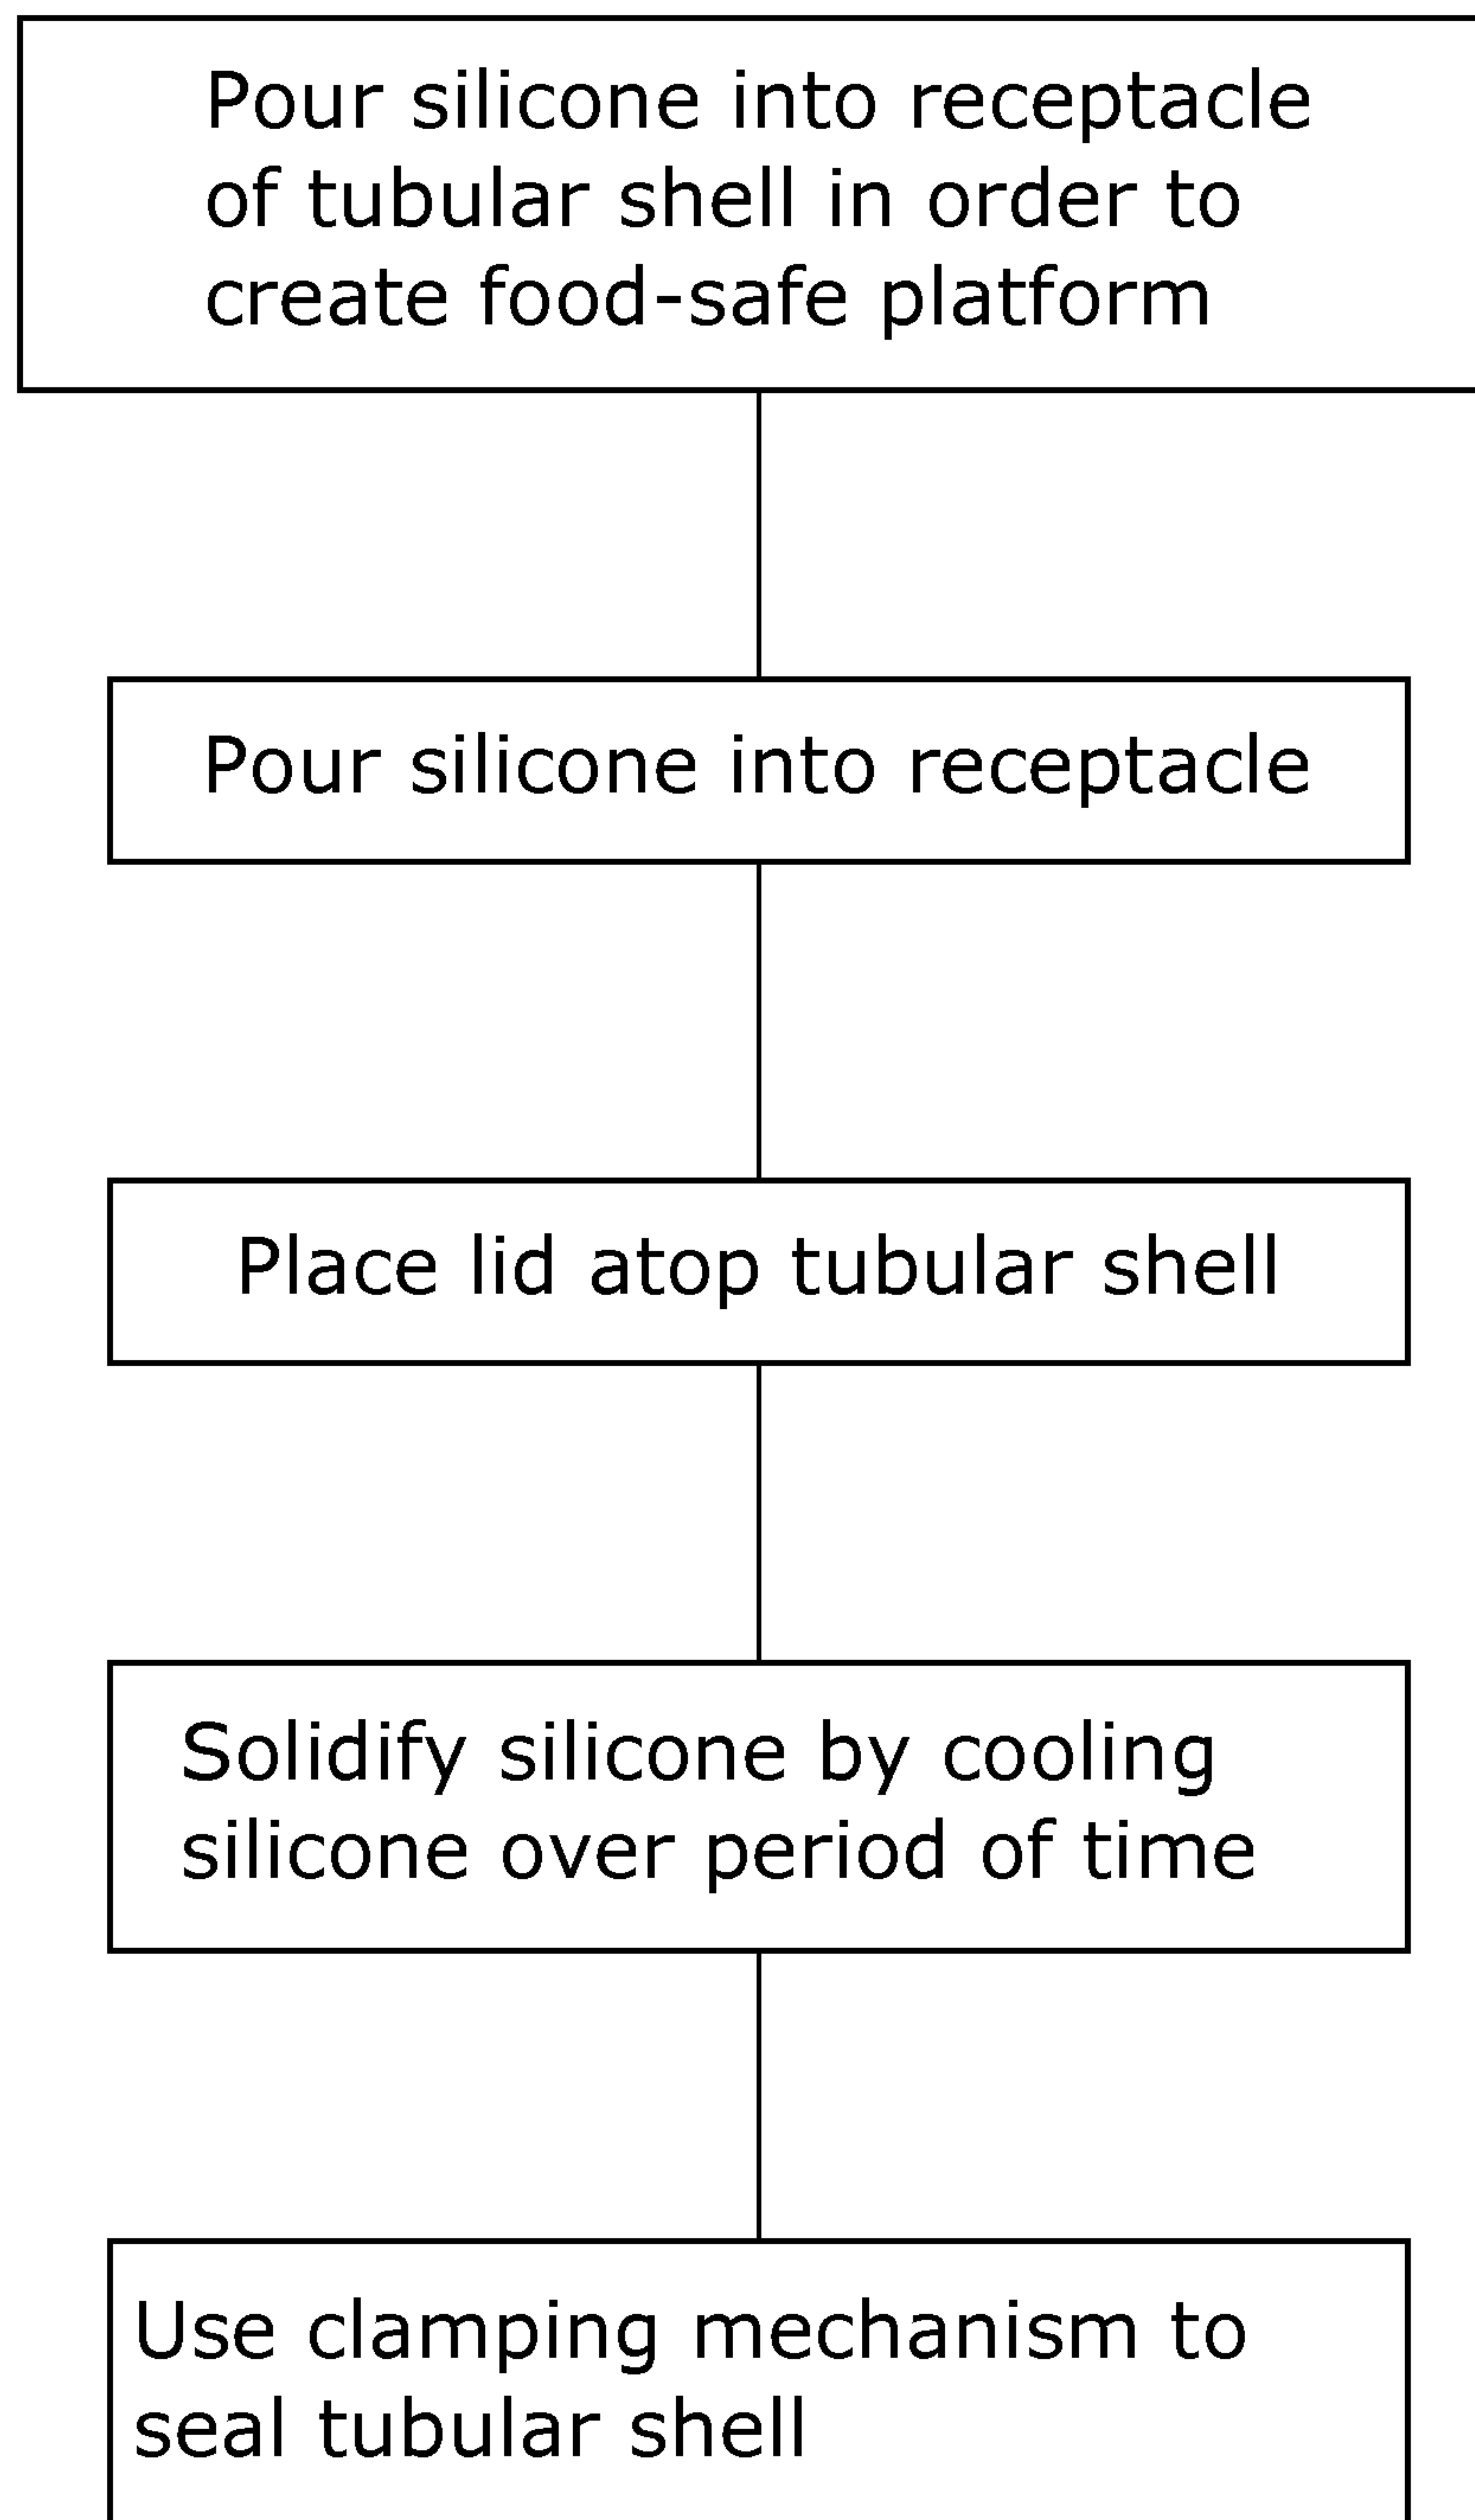 Pour silicone into receptacle
of tubular shell in order to
create food-safe platform
Pour silicone into receptacle
Place lid atop tubular shell
Solidify silicone by cooling
silicone over period of time
Use clamping mechanism to
seal tubular shell